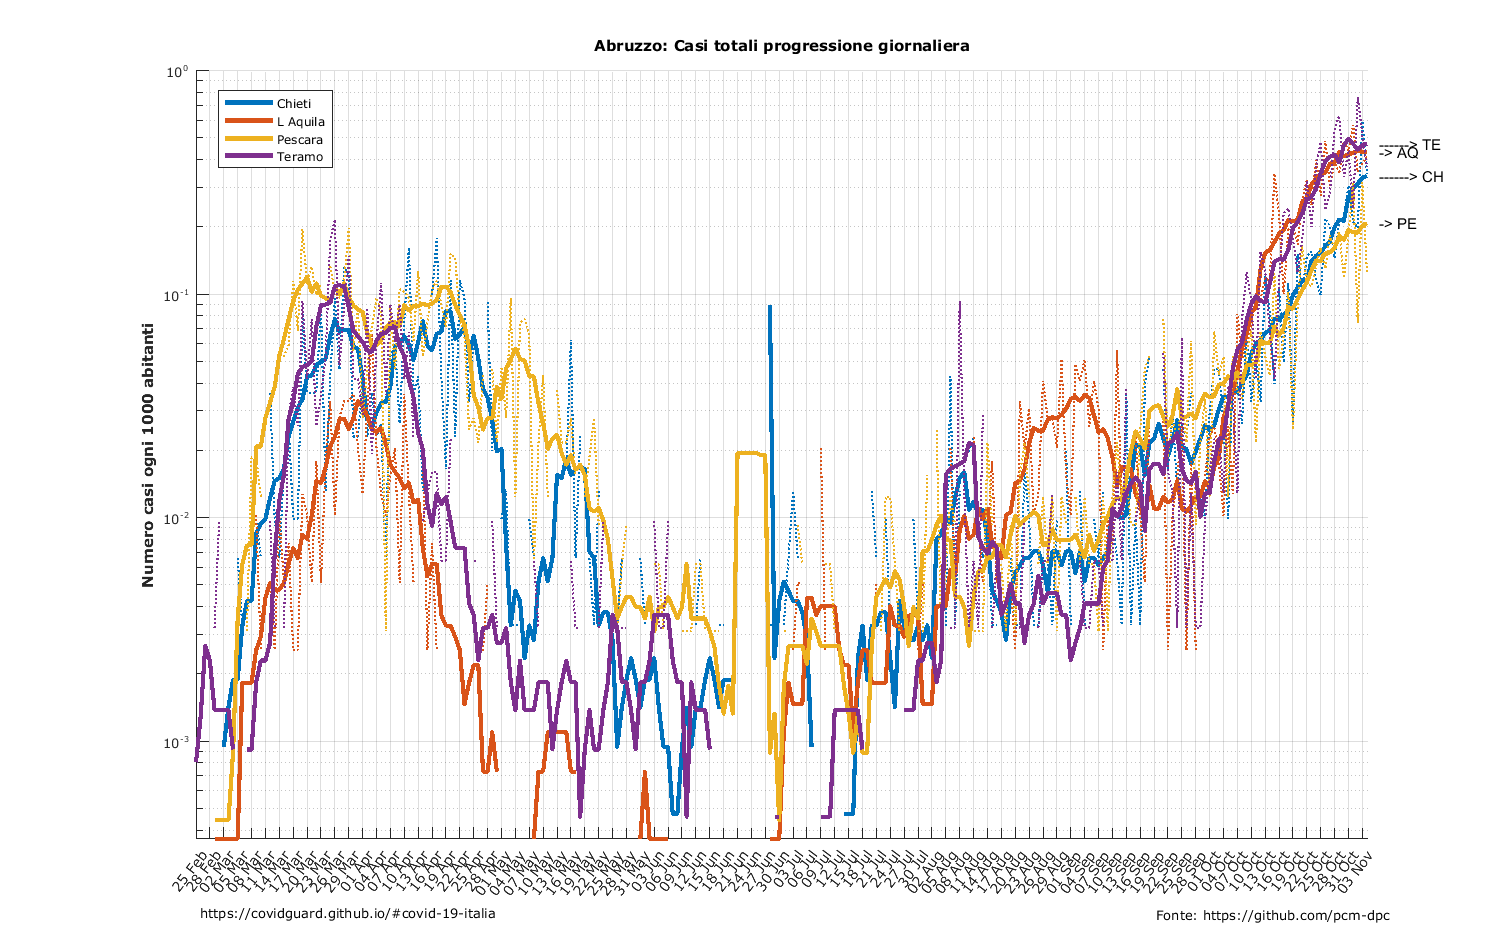 Abruzzo: Casi totali progressione giornaliera
Numero casi ogni 1000 abitanti
10^0
10^-1
10^-2
10^-3
Chieti
L Aquila
Pescara
Teramo
------> TE
-> AQ
------> CH
-> PE
25 Feb
28 Feb
02 Mar
05 Mar
08 Mar
11 Mar
14 Mar
17 Mar
20 Mar
23 Mar
26 Mar
29 Mar
01 Apr
04 Apr
07 Apr
10 Apr
13 Apr
16 Apr
19 Apr
22 Apr
25 Apr
28 Apr
01 May
04 May
07 May
10 May
13 May
16 May
19 May
22 May
25 May
28 May
31 May
03 Jun
06 Jun
09 Jun
12 Jun
15 Jun
18 Jun
21 Jun
24 Jun
27 Jun
30 Jun
03 Jul
06 Jul
09 Jul
12 Jul
15 Jul
18 Jul
21 Jul
24 Jul
27 Jul
30 Jul
02 Aug
05 Aug
08 Aug
11 Aug
14 Aug
17 Aug
20 Aug
23 Aug
26 Aug
29 Aug
01 Sep
04 Sep
07 Sep
10 Sep
13 Sep
16 Sep
19 Sep
22 Sep
25 Sep
28 Sep
01 Oct
04 Oct
07 Oct
10 Oct
13 Oct
16 Oct
19 Oct
22 Oct
25 Oct
28 Oct
31 Oct
03 Nov
https://covidguard.github.io/#covid-19-italia
Fonte: https://github.com/pcm-dpc